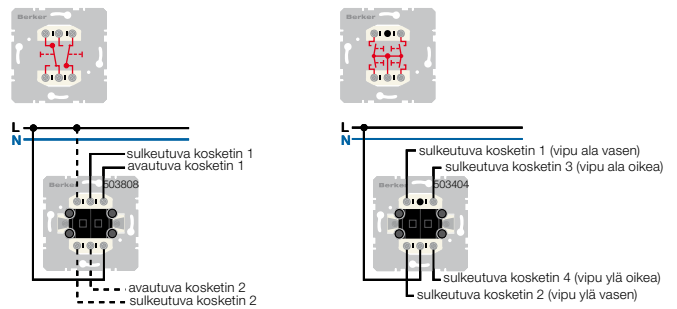 Berker
L
N
sulkeutuva kosketin 1
avautuva kosketin 1
Berker
503808
avautuva kosketin 2
sulkeutuva kosketin 2
Berker
L
N
sulkeutuva kosketin 1 (vipu ala vasen)
sulkeutuva kosketin 3 (vipu ala oikea)
Berker
503404
sulkeutuva kosketin 4 (vipu ylä oikea)
sulkeutuva kosketin 2 (vipu ylä vasen)